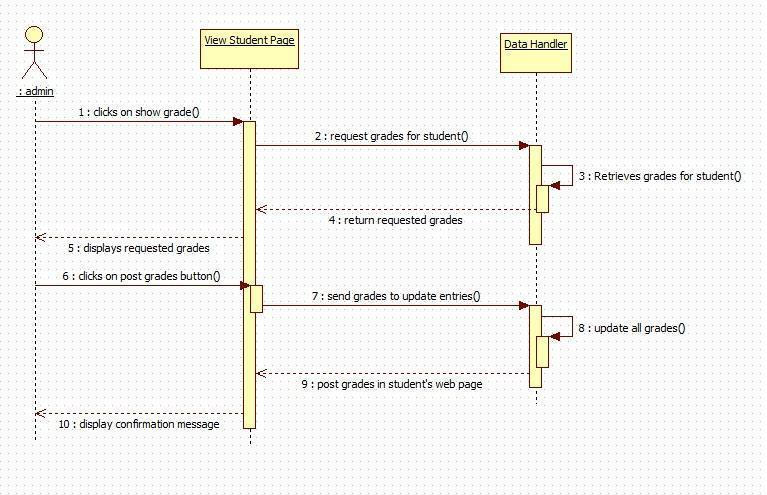 View Student Page
Data Handler
: admin
1 : clicks on show grade()
2 : request grades for student()
3 : Retrieves grades for student()
4 : return requested grades
5 : displays requested grades
6 : clicks on post grades button()
7 : send grades to update entries()
8 : update all grades()
9 : post grades in student's web page
10 : display confirmation message